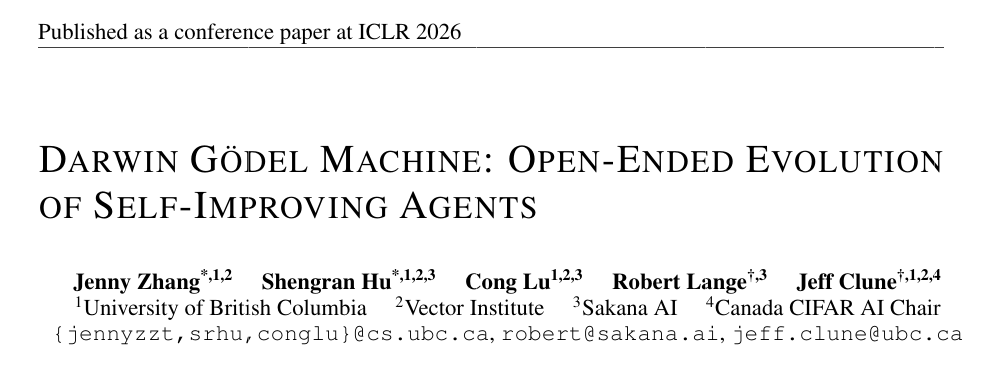 Published as a conference paper at ICLR 2026
DARWIN GÖDEL MACHINE: OPEN-ENDED EVOLUTION
OF SELF-IMPROVING AGENTS
Jenny Zhang*,1,2 Shengran Hu*,1,2,3 Cong Lu1,2,3 Robert Lange†,3 Jeff Clune†,1,2,4
1University of British Columbia 2Vector Institute 3Sakana AI 4Canada CIFAR AI Chair
{jennyzzt,srhu,conglu}@cs.ubc.ca, robert@sakana.ai, jeff.clune@ubc.ca